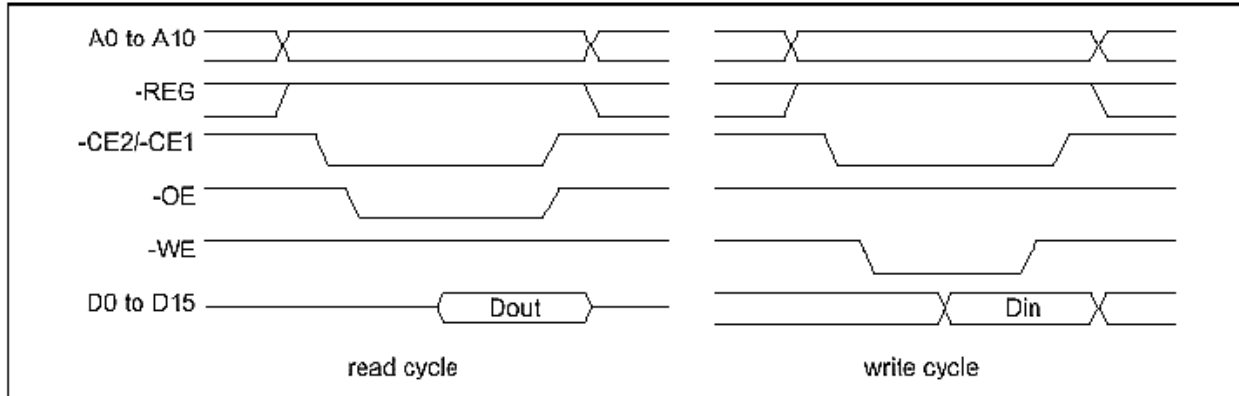 A0 to A10
-REG
-CE2/-CE1
-OE
-WE
D0 to D15
Dout
Din
read cycle
write cycle